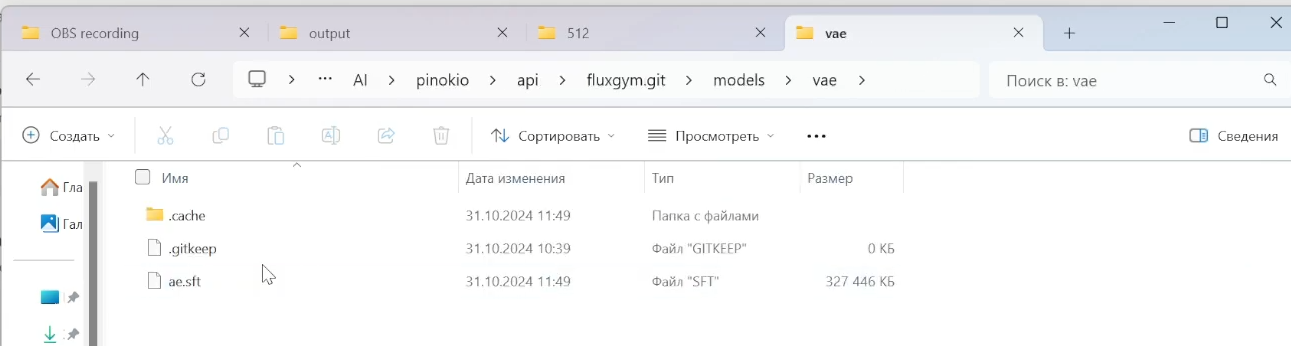 OBS recording
output
512
vae
... AI > pinokio > api > fluxgym.git > models > vae >
Поиск в: vae
Создать
Сортировать
Просмотреть
Сведения
Имя
Дата изменения
Тип
Размер
.cache 31.10.2024 11:49 Папка с файлами
.gitkeep 31.10.2024 10:39 Файл "GITKEEP" 0 КБ
ae.sft 31.10.2024 11:49 Файл "SFT" 327 446 КБ
Гла
Гал